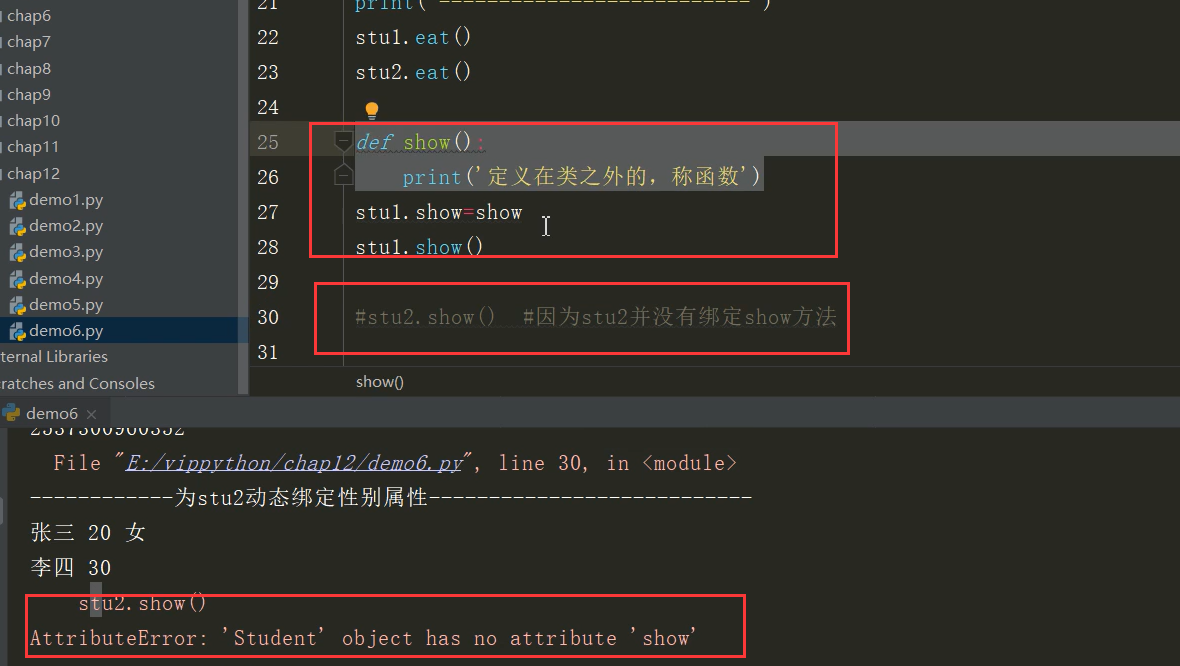 chap6
chap7
chap8
chap9
chap10
chap11
chap12
demo1.py
demo2.py
demo3.py
demo4.py
demo5.py
demo6.py
ternal Libraries
ratches and Consoles
21 print('--------------------------')
22 stu1.eat()
23 stu2.eat()
24
25 def show():
26     print('定义在类之外的，称函数')
27 stu1.show=show
28 stu1.show()
29
30 #stu2.show()  #因为stu2并没有绑定show方法
31
show()
demo6 ×
File "E:/vippython/chap12/demo6.py", line 30, in <module>
------------为stu2动态绑定性别属性---------------------------
张三 20 女
李四 30
stu2.show()
AttributeError: 'Student' object has no attribute 'show'